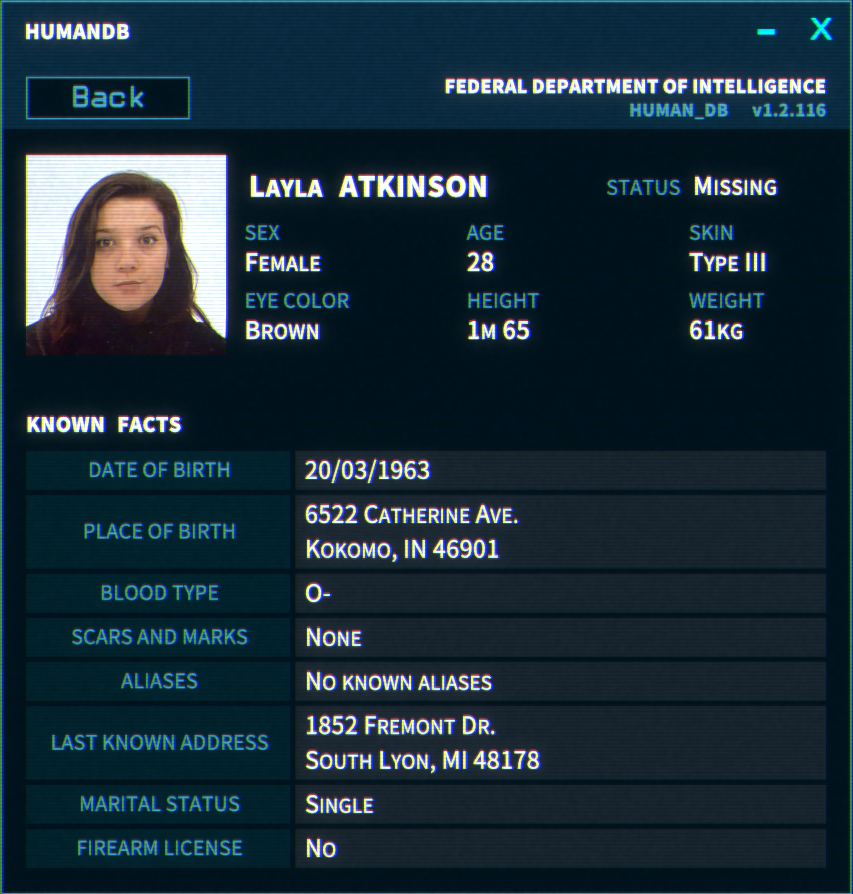 HUMANDB
– X
Back
FEDERAL DEPARTMENT OF INTELLIGENCE
HUMAN_DB v1.2.116
Layla ATKINSON
STATUS Missing
SEX AGE SKIN
Female 28 Type III
EYE COLOR HEIGHT WEIGHT
Brown 1m 65 61kg
KNOWN FACTS
DATE OF BIRTH 20/03/1963
PLACE OF BIRTH
6522 Catherine Ave.
Kokomo, IN 46901
BLOOD TYPE O-
SCARS AND MARKS None
ALIASES No known aliases
LAST KNOWN ADDRESS
1852 Fremont Dr.
South Lyon, MI 48178
MARITAL STATUS Single
FIREARM LICENSE No